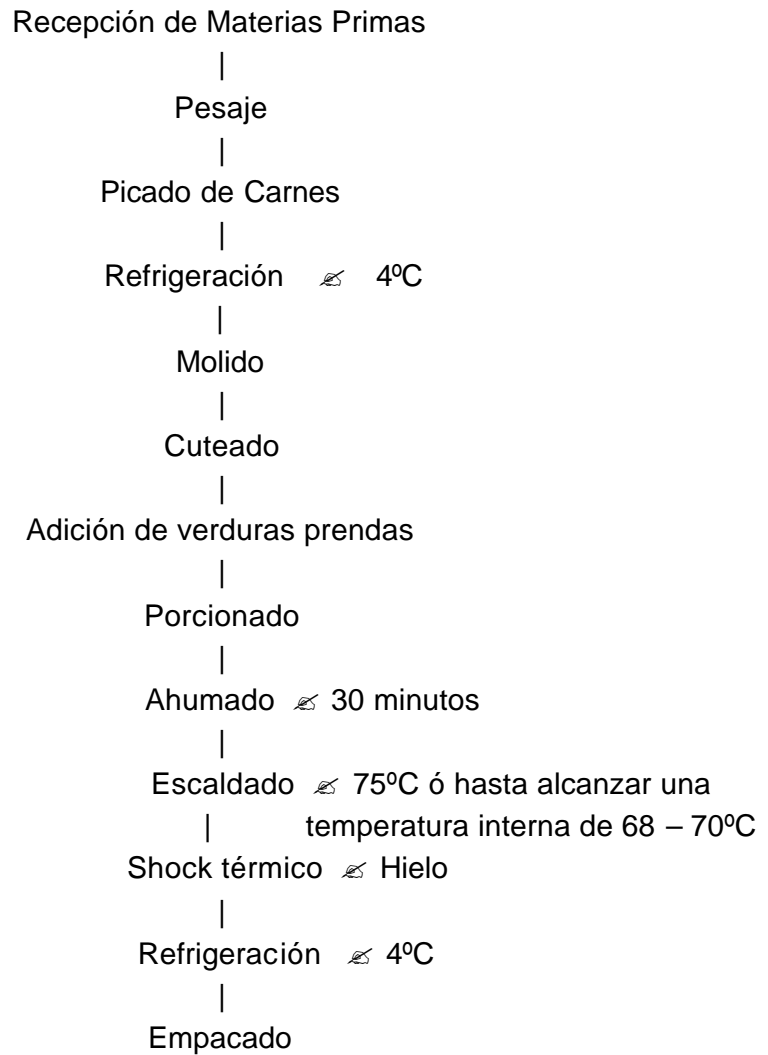 Recepción de Materias Primas
|
Pesaje
|
Picado de Carnes
|
Refrigeración ✍ 4ºC
|
Molido
|
Cuteado
|
Adición de verduras prendas
|
Porcionado
|
Ahumado ✍ 30 minutos
|
Escaldado ✍ 75ºC ó hasta alcanzar una
| temperatura interna de 68 – 70ºC
Shock térmico ✍ Hielo
|
Refrigeración ✍ 4ºC
|
Empacado